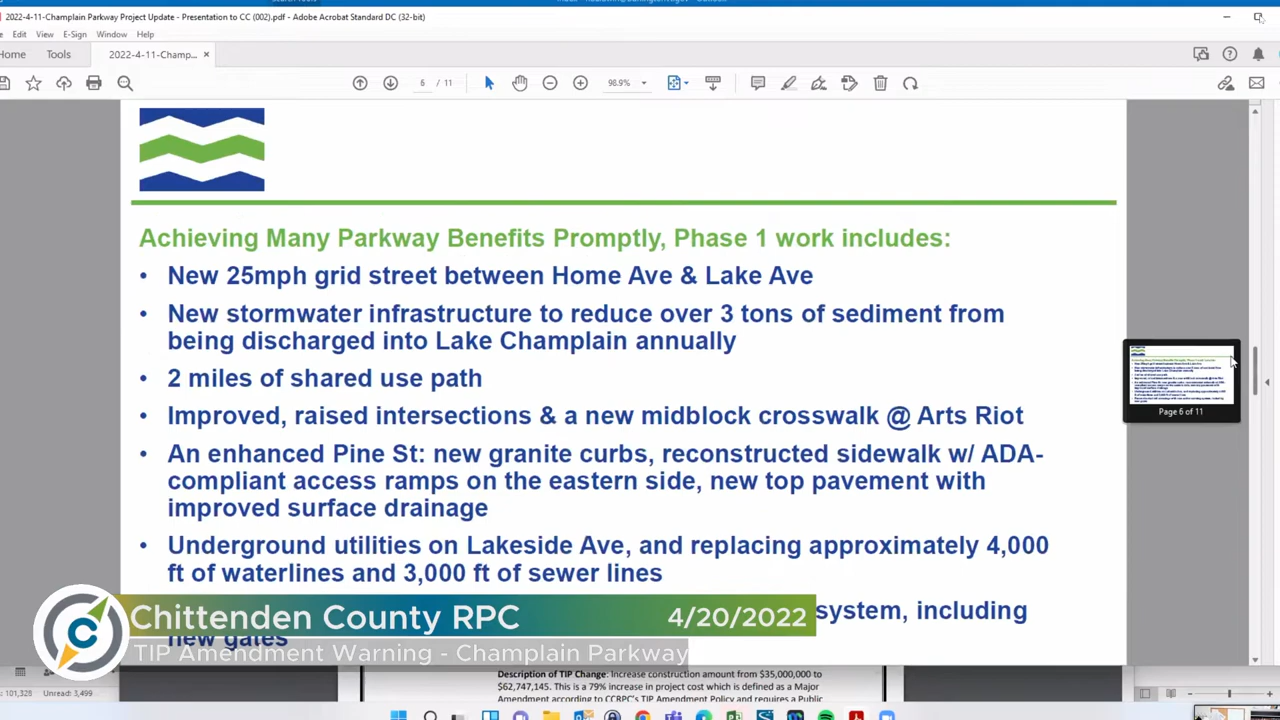 2022-4-11-Champlain Parkway Project Update - Presentation to CC (002).pdf - Adobe Acrobat Standard DC (32-bit)
Edit View E-Sign Window Help
Home Tools 2022-4-11-Champ... ×
6 / 11 98.9%
Achieving Many Parkway Benefits Promptly, Phase 1 work includes:
• New 25mph grid street between Home Ave & Lake Ave
• New stormwater infrastructure to reduce over 3 tons of sediment from
being discharged into Lake Champlain annually
• 2 miles of shared use path
• Improved, raised intersections & a new midblock crosswalk @ Arts Riot
• An enhanced Pine St: new granite curbs, reconstructed sidewalk w/ ADA-
compliant access ramps on the eastern side, new top pavement with
improved surface drainage
• Underground utilities on Lakeside Ave, and replacing approximately 4,000
ft of waterlines and 3,000 ft of sewer lines
system, including
new gates
Page 6 of 11
Chittenden County RPC 4/20/2022
TIP Amendment Warning - Champlain Parkway
Description of TIP Change: Increase construction amount from $35,000,000 to
$62,747,145. This is a 79% increase in project cost which is defined as a Major
Amendment according to CCRPC's TIP Amendment Policy and requires a Public
101,328 Unread: 3,499